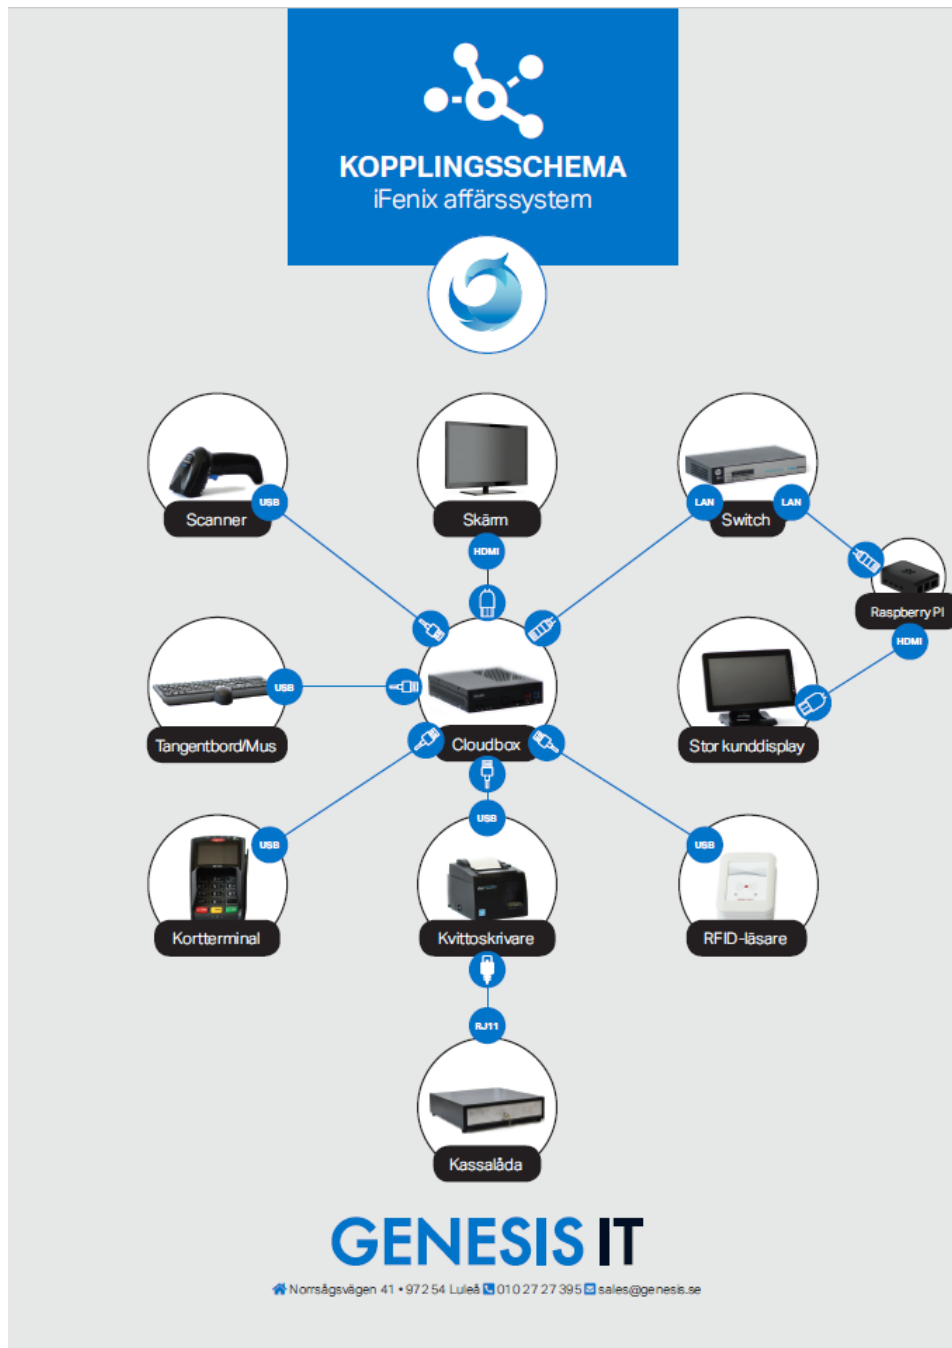 KOPPLINGSSCHEMA
iFenix affärssystem
USB
Scanner
Skärm
HDMI
LAN
LAN
Switch
Raspberry PI
HDMI
USB
Tangentbord/Mus
Cloudbox
Stor kunddisplay
USB
Kortterminal
USB
Kvittoskrivare
USB
RFID-läsare
RJ11
Kassalåda
GENESIS IT
Norrsågsvägen 41 • 972 54 Luleå 010 27 27 395 sales@genesis.se